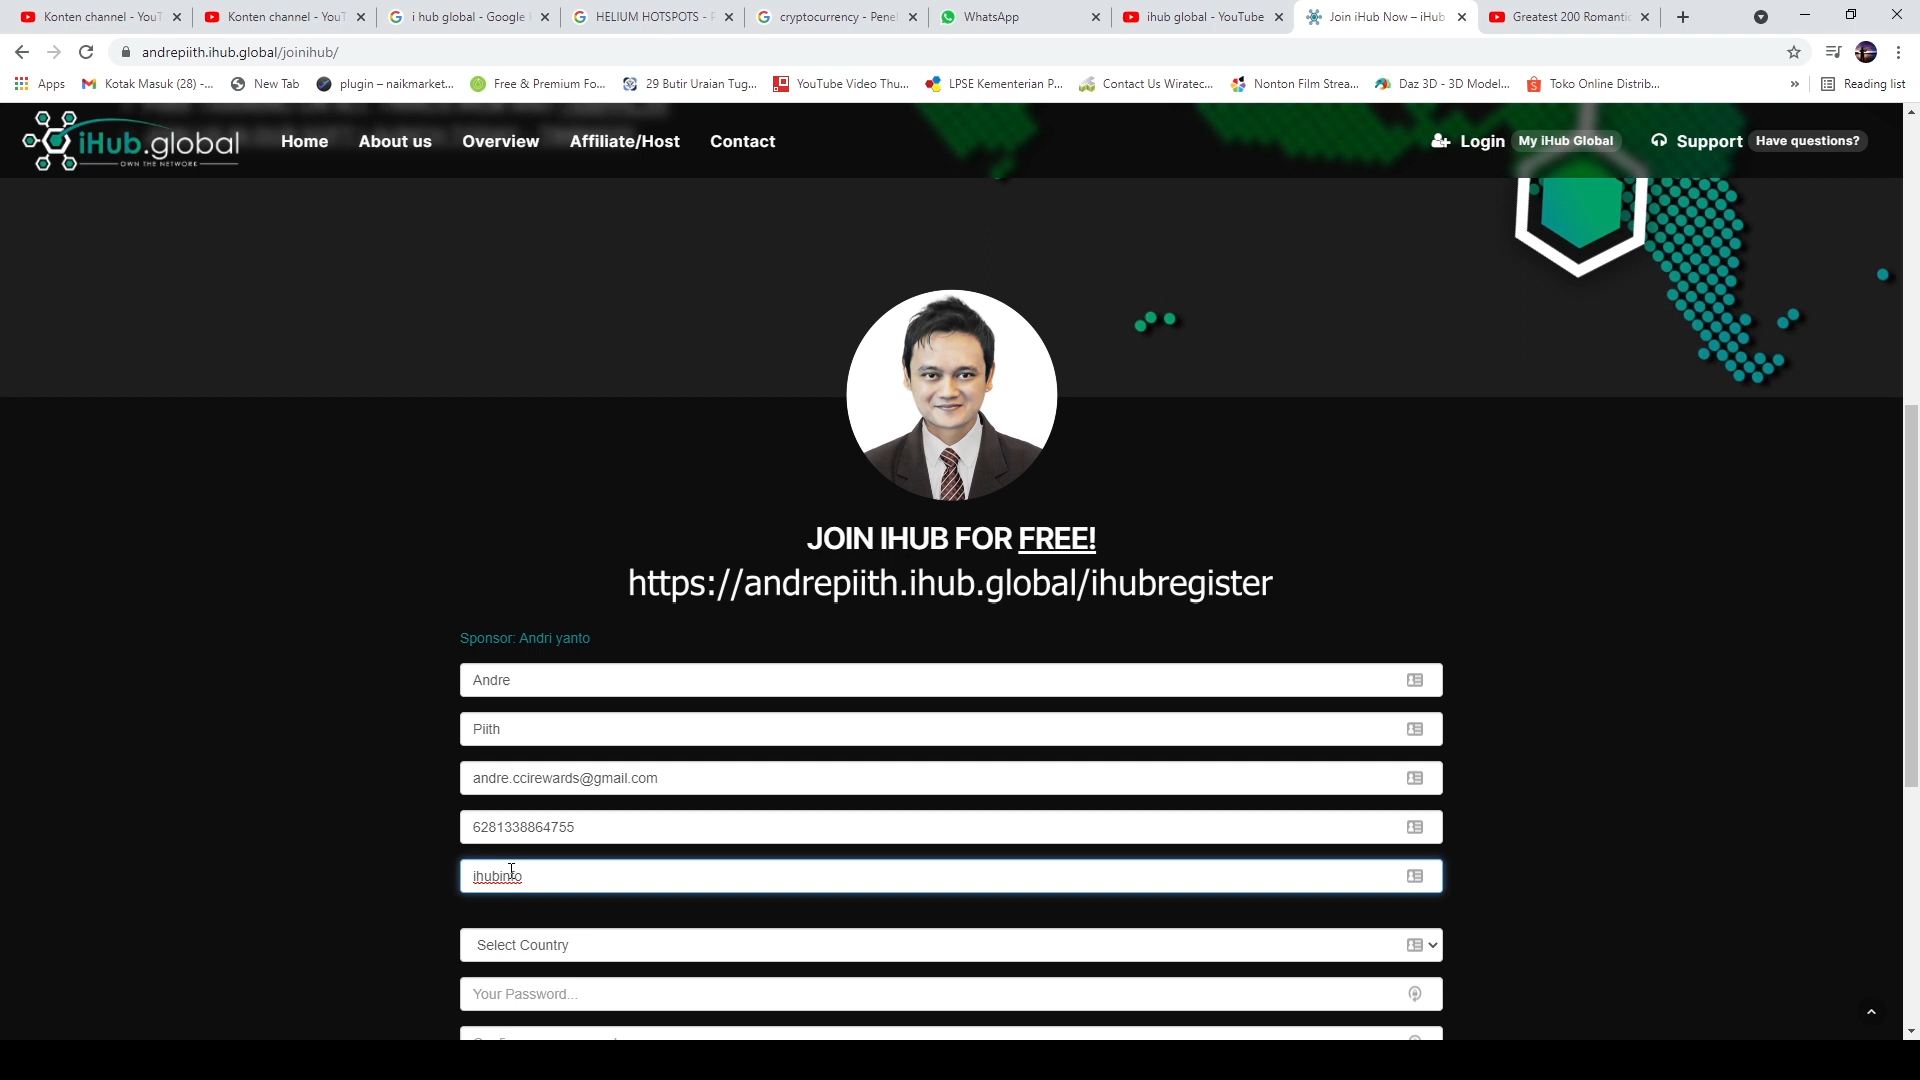 Konten channel - YouT
Konten channel - YouT
i hub global - Google
HELIUM HOTSPOTS - P
cryptocurrency - Penel
WhatsApp
ihub global - YouTube
Join iHub Now – iHub
Greatest 200 Romantic
andrepiith.ihub.global/joinihub/
Apps
Kotak Masuk (28) -...
New Tab
plugin – naikmarket...
Free & Premium Fo...
29 Butir Uraian Tug...
YouTube Video Thu...
LPSE Kementerian P...
Contact Us Wiratec...
Nonton Film Strea...
Daz 3D - 3D Model...
Toko Online Distrib...
»
Reading list
iHub.global
OWN THE NETWORK
Home
About us
Overview
Affiliate/Host
Contact
Login
My iHub Global
Support
Have questions?
JOIN IHUB FOR FREE!
https://andrepiith.ihub.global/ihubregister
Sponsor: Andri yanto
Andre
Piith
andre.ccirewards@gmail.com
6281338864755
ihubinfo
Select Country
Your Password...